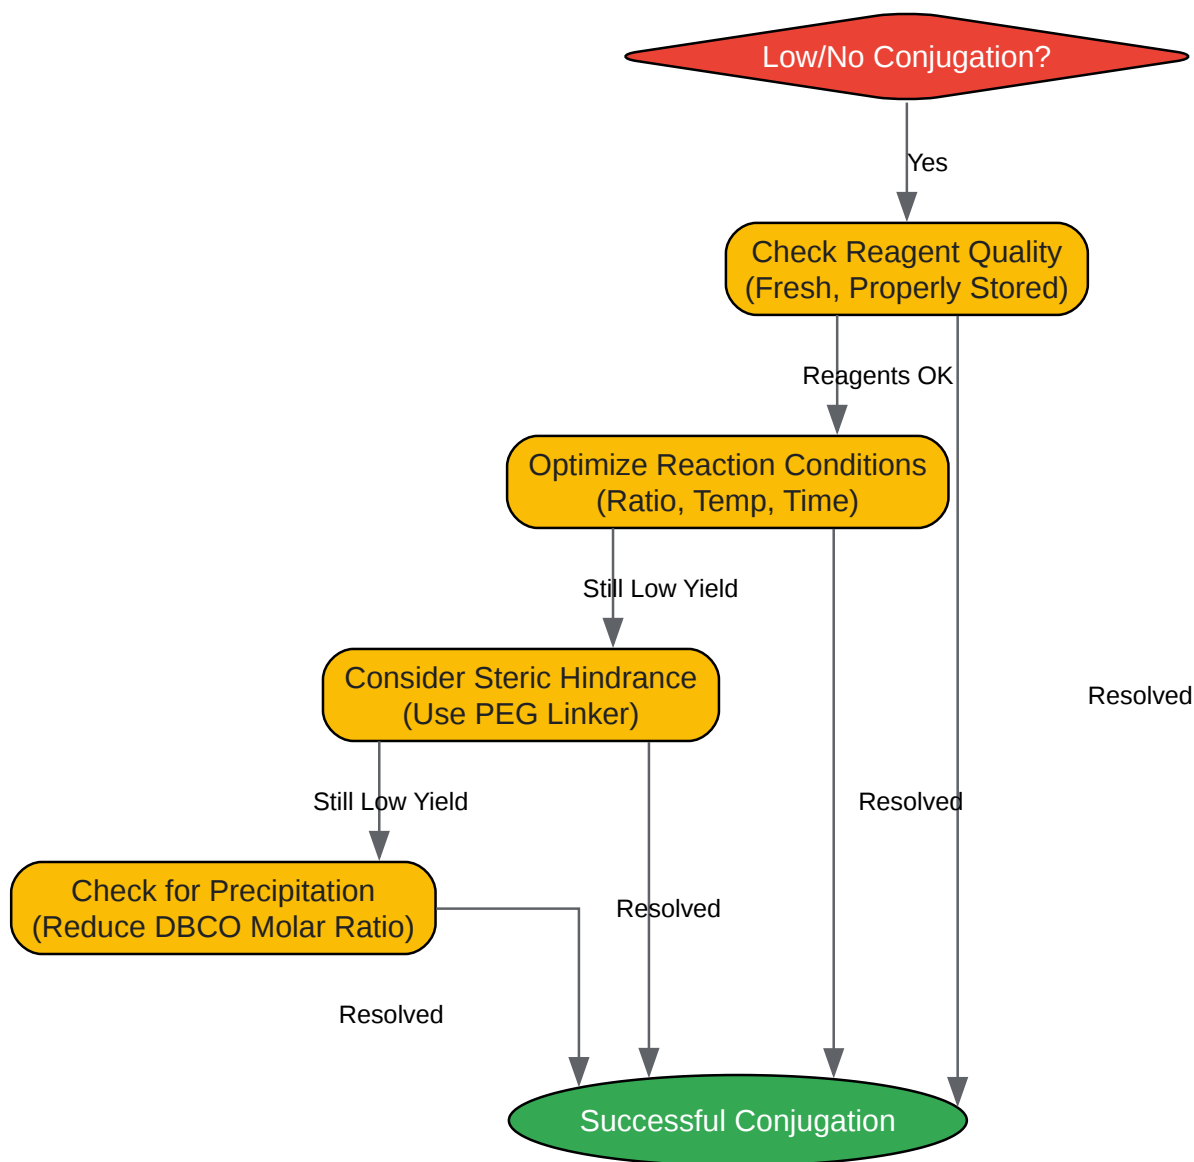 Low/No Conjugation?
Yes
Check Reagent Quality
(Fresh, Properly Stored)
Reagents OK
Optimize Reaction Conditions
(Ratio, Temp, Time)
Still Low Yield
Consider Steric Hindrance
(Use PEG Linker)
Resolved
Still Low Yield
Resolved
Check for Precipitation
(Reduce DBCO Molar Ratio)
Resolved
Resolved
Successful Conjugation